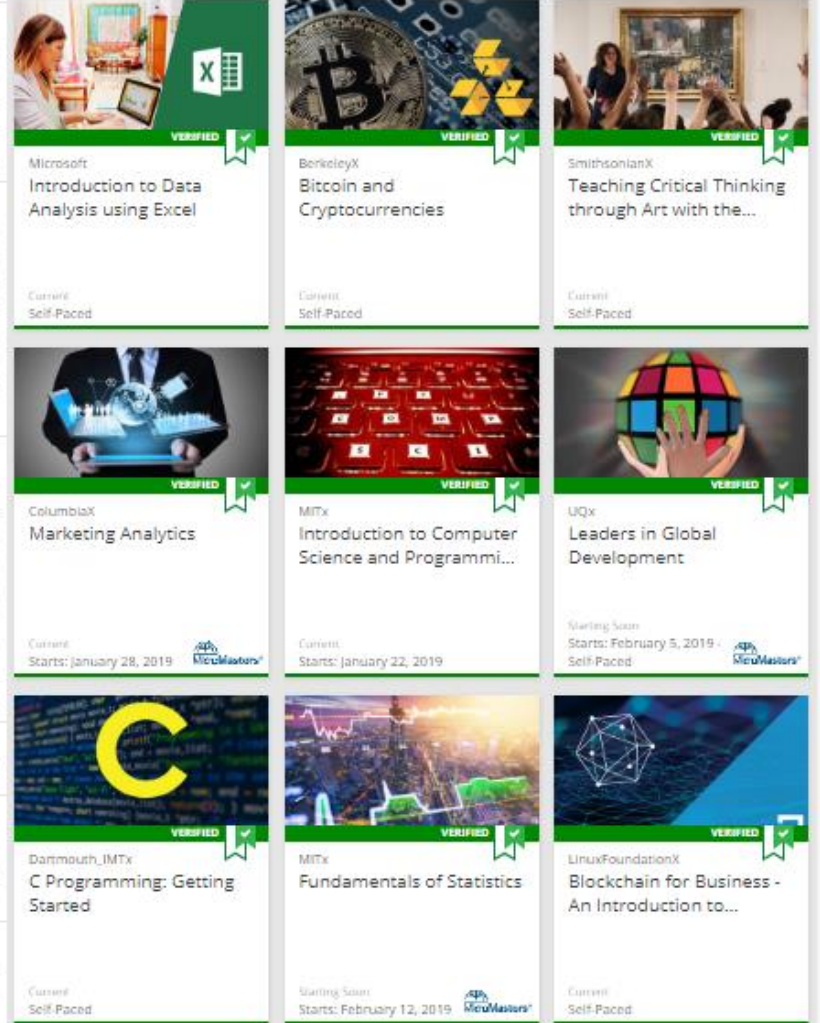 VERIFIED
Microsoft
Introduction to Data
Analysis using Excel
Current
Self-Paced
VERIFIED
BerkeleyX
Bitcoin and
Cryptocurrencies
Current
Self-Paced
VERIFIED
SmithsonianX
Teaching Critical Thinking
through Art with the...
Current
Self-Paced
VERIFIED
ColumbiaX
Marketing Analytics
Current
Starts: January 28, 2019
MicroMasters
VERIFIED
MITx
Introduction to Computer
Science and Programmi...
Current
Starts: January 22, 2019
VERIFIED
UQx
Leaders in Global
Development
Starting Soon
Starts: February 5, 2019 -
Self-Paced
MicroMasters
C
VERIFIED
Dartmouth_IMTx
C Programming: Getting
Started
Current
Self-Paced
VERIFIED
MITx
Fundamentals of Statistics
Starting Soon
Starts: February 12, 2019
MicroMasters
VERIFIED
LinuxFoundationX
Blockchain for Business -
An Introduction to...
Current
Self-Paced